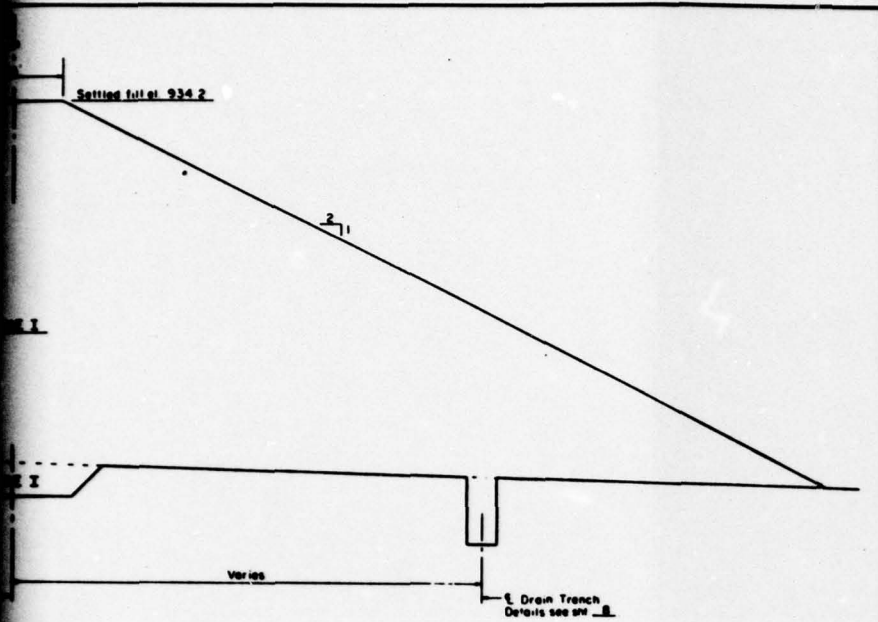 Settled fill el. 934.2
2
1
Varies
℄ Drain Trench
Details see sht 8